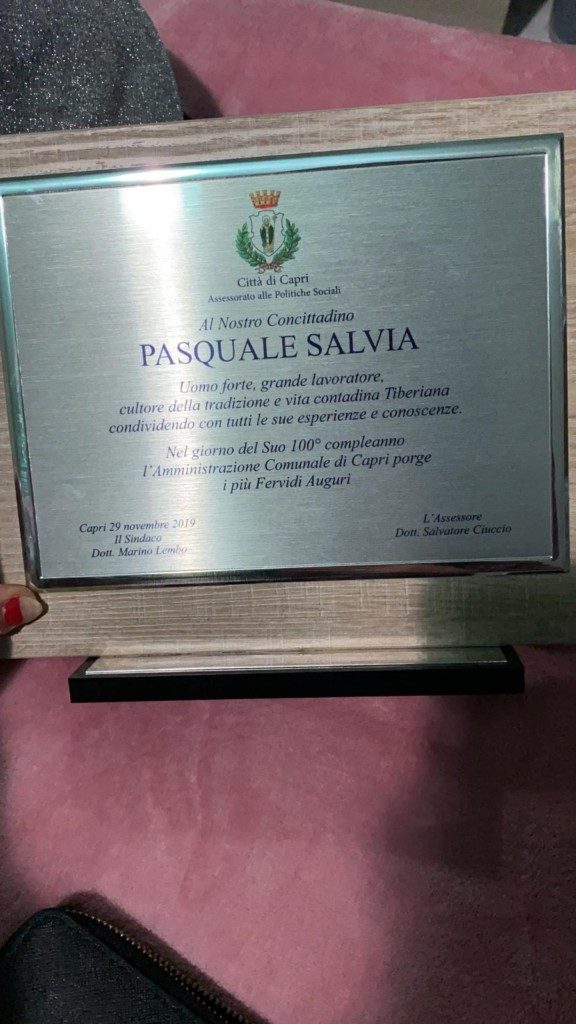 Città di Capri
Assessorato alle Politiche Sociali
Al Nostro Concittadino
PASQUALE SALVIA
Uomo forte, grande lavoratore,
cultore della tradizione e vita contadina Tiberiana
condividendo con tutti le sue esperienze e conoscenze.
Nel giorno del Suo 100° compleanno
l'Amministrazione Comunale di Capri porge
i più Fervidi Auguri
Capri 29 novembre 2019
Il Sindaco
Dott. Marino Lembo
L'Assessore
Dott. Salvatore Ciuccio